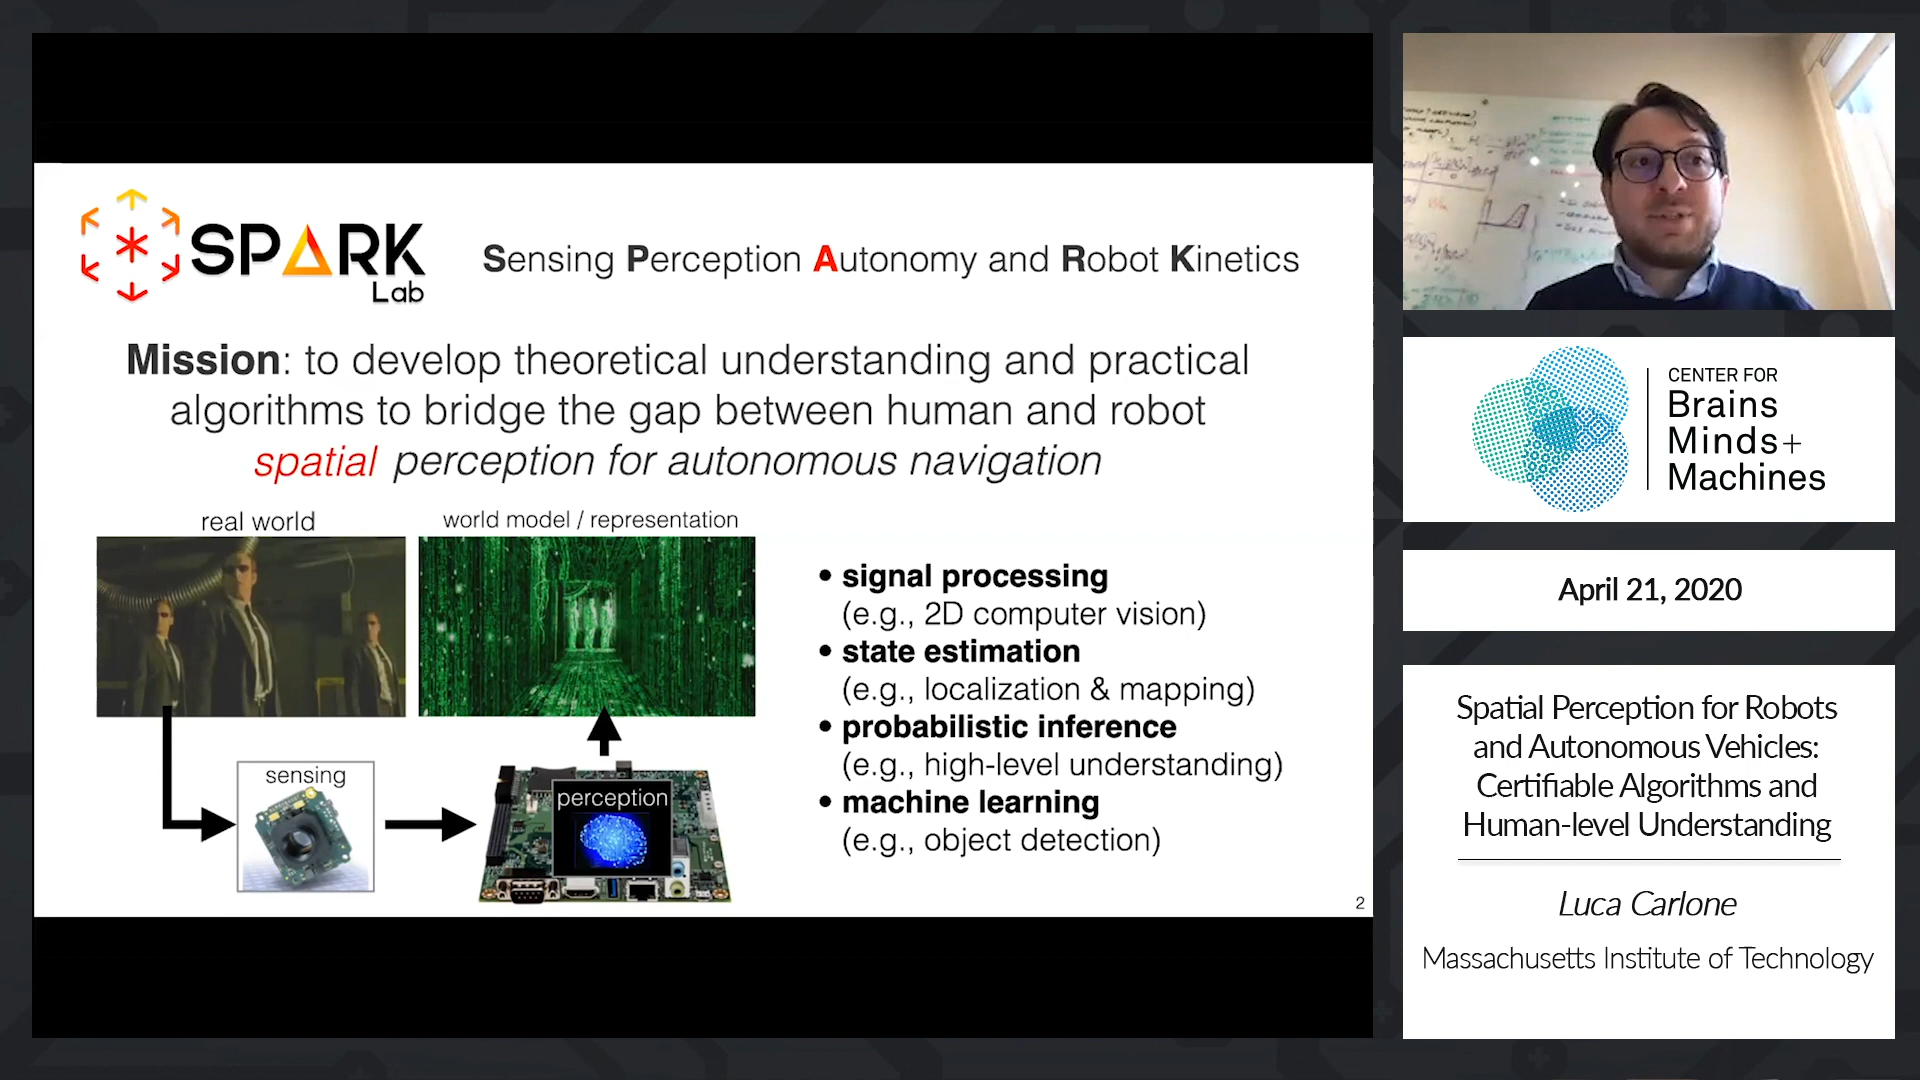 SPARK
Lab
Sensing Perception Autonomy and Robot Kinetics
Mission: to develop theoretical understanding and practical
algorithms to bridge the gap between human and robot
spatial perception for autonomous navigation
real world
world model / representation
sensing
perception
• signal processing
(e.g., 2D computer vision)
• state estimation
(e.g., localization & mapping)
• probabilistic inference
(e.g., high-level understanding)
• machine learning
(e.g., object detection)
2
CENTER FOR
Brains
Minds+
Machines
April 21, 2020
Spatial Perception for Robots
and Autonomous Vehicles:
Certifiable Algorithms and
Human-level Understanding
Luca Carlone
Massachusetts Institute of Technology